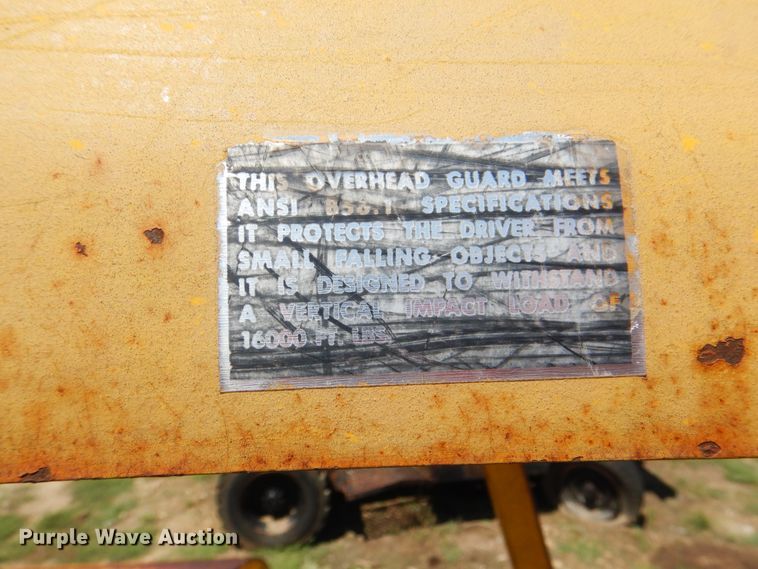 THIS OVERHEAD GUARD MEETS
ANSI B56.1 SPECIFICATIONS
IT PROTECTS THE DRIVER FROM
SMALL FALLING OBJECTS AND
IT IS DESIGNED TO WITHSTAND
A VERTICAL IMPACT LOAD OF
16000 FT. LBS.
Purple Wave Auction